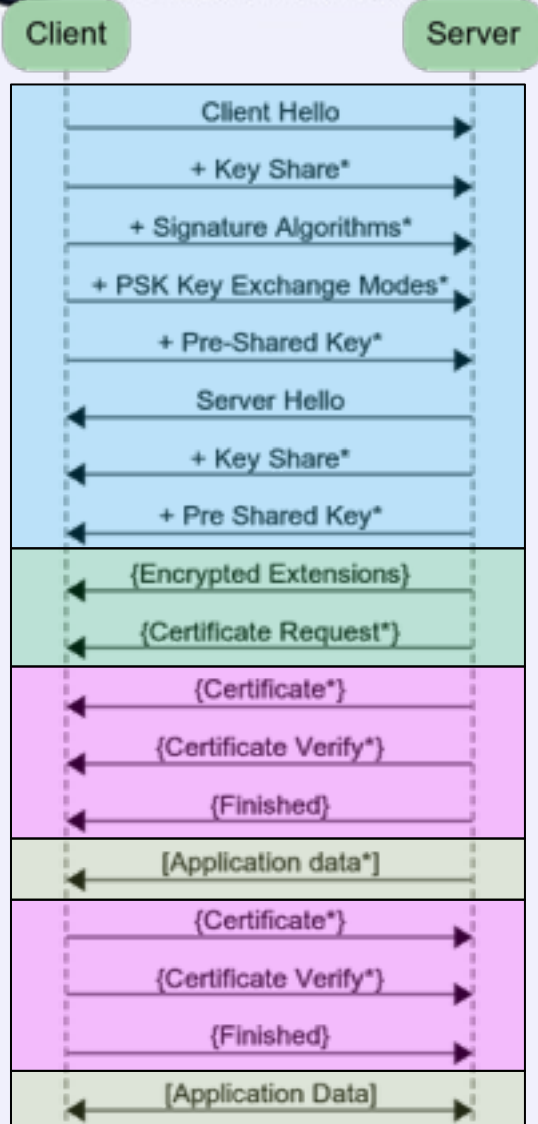 Client
Server
Client Hello
+ Key Share*
+ Signature Algorithms*
+ PSK Key Exchange Modes*
+ Pre-Shared Key*
Server Hello
+ Key Share*
+ Pre Shared Key*
{Encrypted Extensions}
{Certificate Request*}
{Certificate*}
{Certificate Verify*}
{Finished}
[Application data*]
{Certificate*}
{Certificate Verify*}
{Finished}
[Application Data]